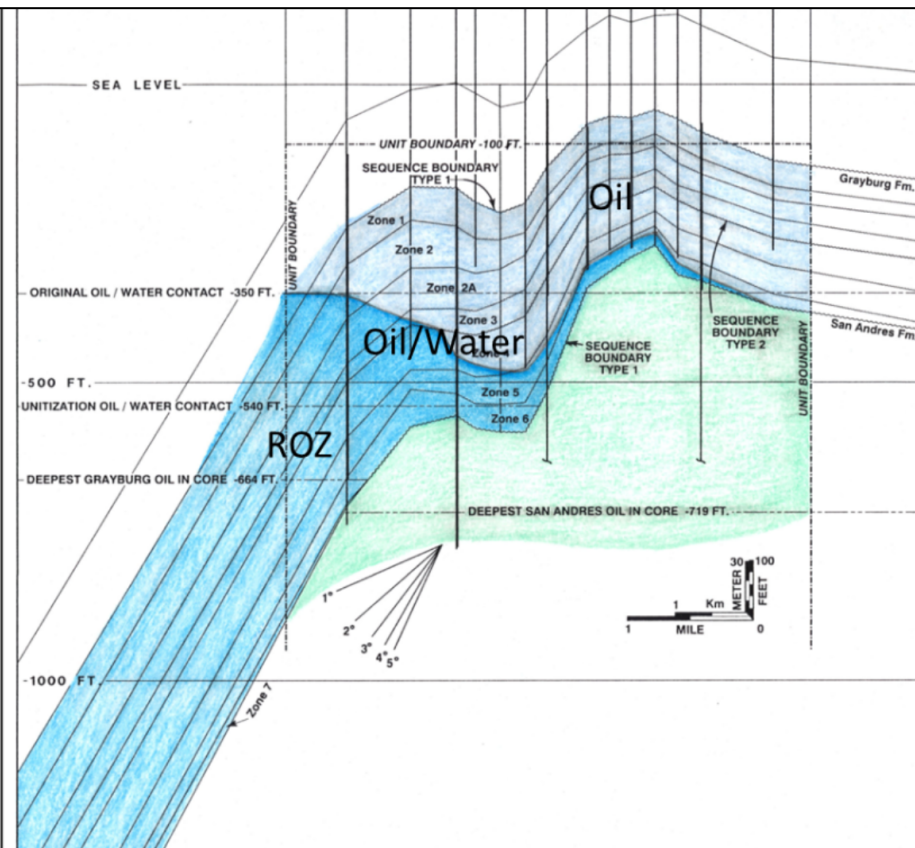 SEA LEVEL
UNIT BOUNDARY -100 FT.
SEQUENCE BOUNDARY
TYPE 1
Oil
Grayburg Fm.
UNIT BOUNDARY
Zone 1
Zone 2
Zone 2A
ORIGINAL OIL / WATER CONTACT -350 FT.
Zone 3
Oil/Water
SEQUENCE
BOUNDARY
TYPE 2
San Andres Fm.
SEQUENCE
BOUNDARY
TYPE 1
UNIT BOUNDARY
-500 FT.
Zone 5
UNITIZATION OIL / WATER CONTACT -540 FT.
Zone 6
ROZ
DEEPEST GRAYBURG OIL IN CORE -664 FT.
DEEPEST SAN ANDRES OIL IN CORE -719 FT.
1°
2°
3°
4°
5°
30 100
METER
FEET
1 Km
1 MILE 0
-1000 FT.
Zone 7